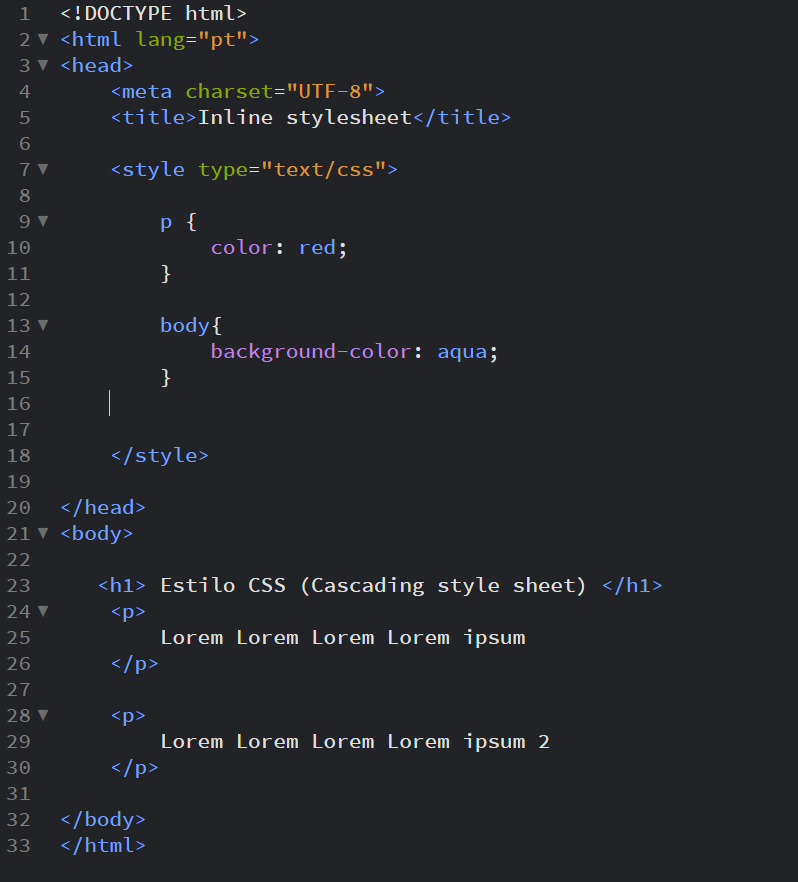 1 <!DOCTYPE html>
2 ▼ <html lang="pt">
3 ▼ <head>
4     <meta charset="UTF-8">
5     <title>Inline stylesheet</title>
6
7 ▼     <style type="text/css">
8
9 ▼         p {
10             color: red;
11         }
12
13 ▼         body{
14             background-color: aqua;
15         }
16
17
18     </style>
19
20 </head>
21 ▼ <body>
22
23    <h1> Estilo CSS (Cascading style sheet) </h1>
24 ▼     <p>
25         Lorem Lorem Lorem Lorem ipsum
26     </p>
27
28 ▼     <p>
29         Lorem Lorem Lorem Lorem ipsum 2
30     </p>
31
32 </body>
33 </html>